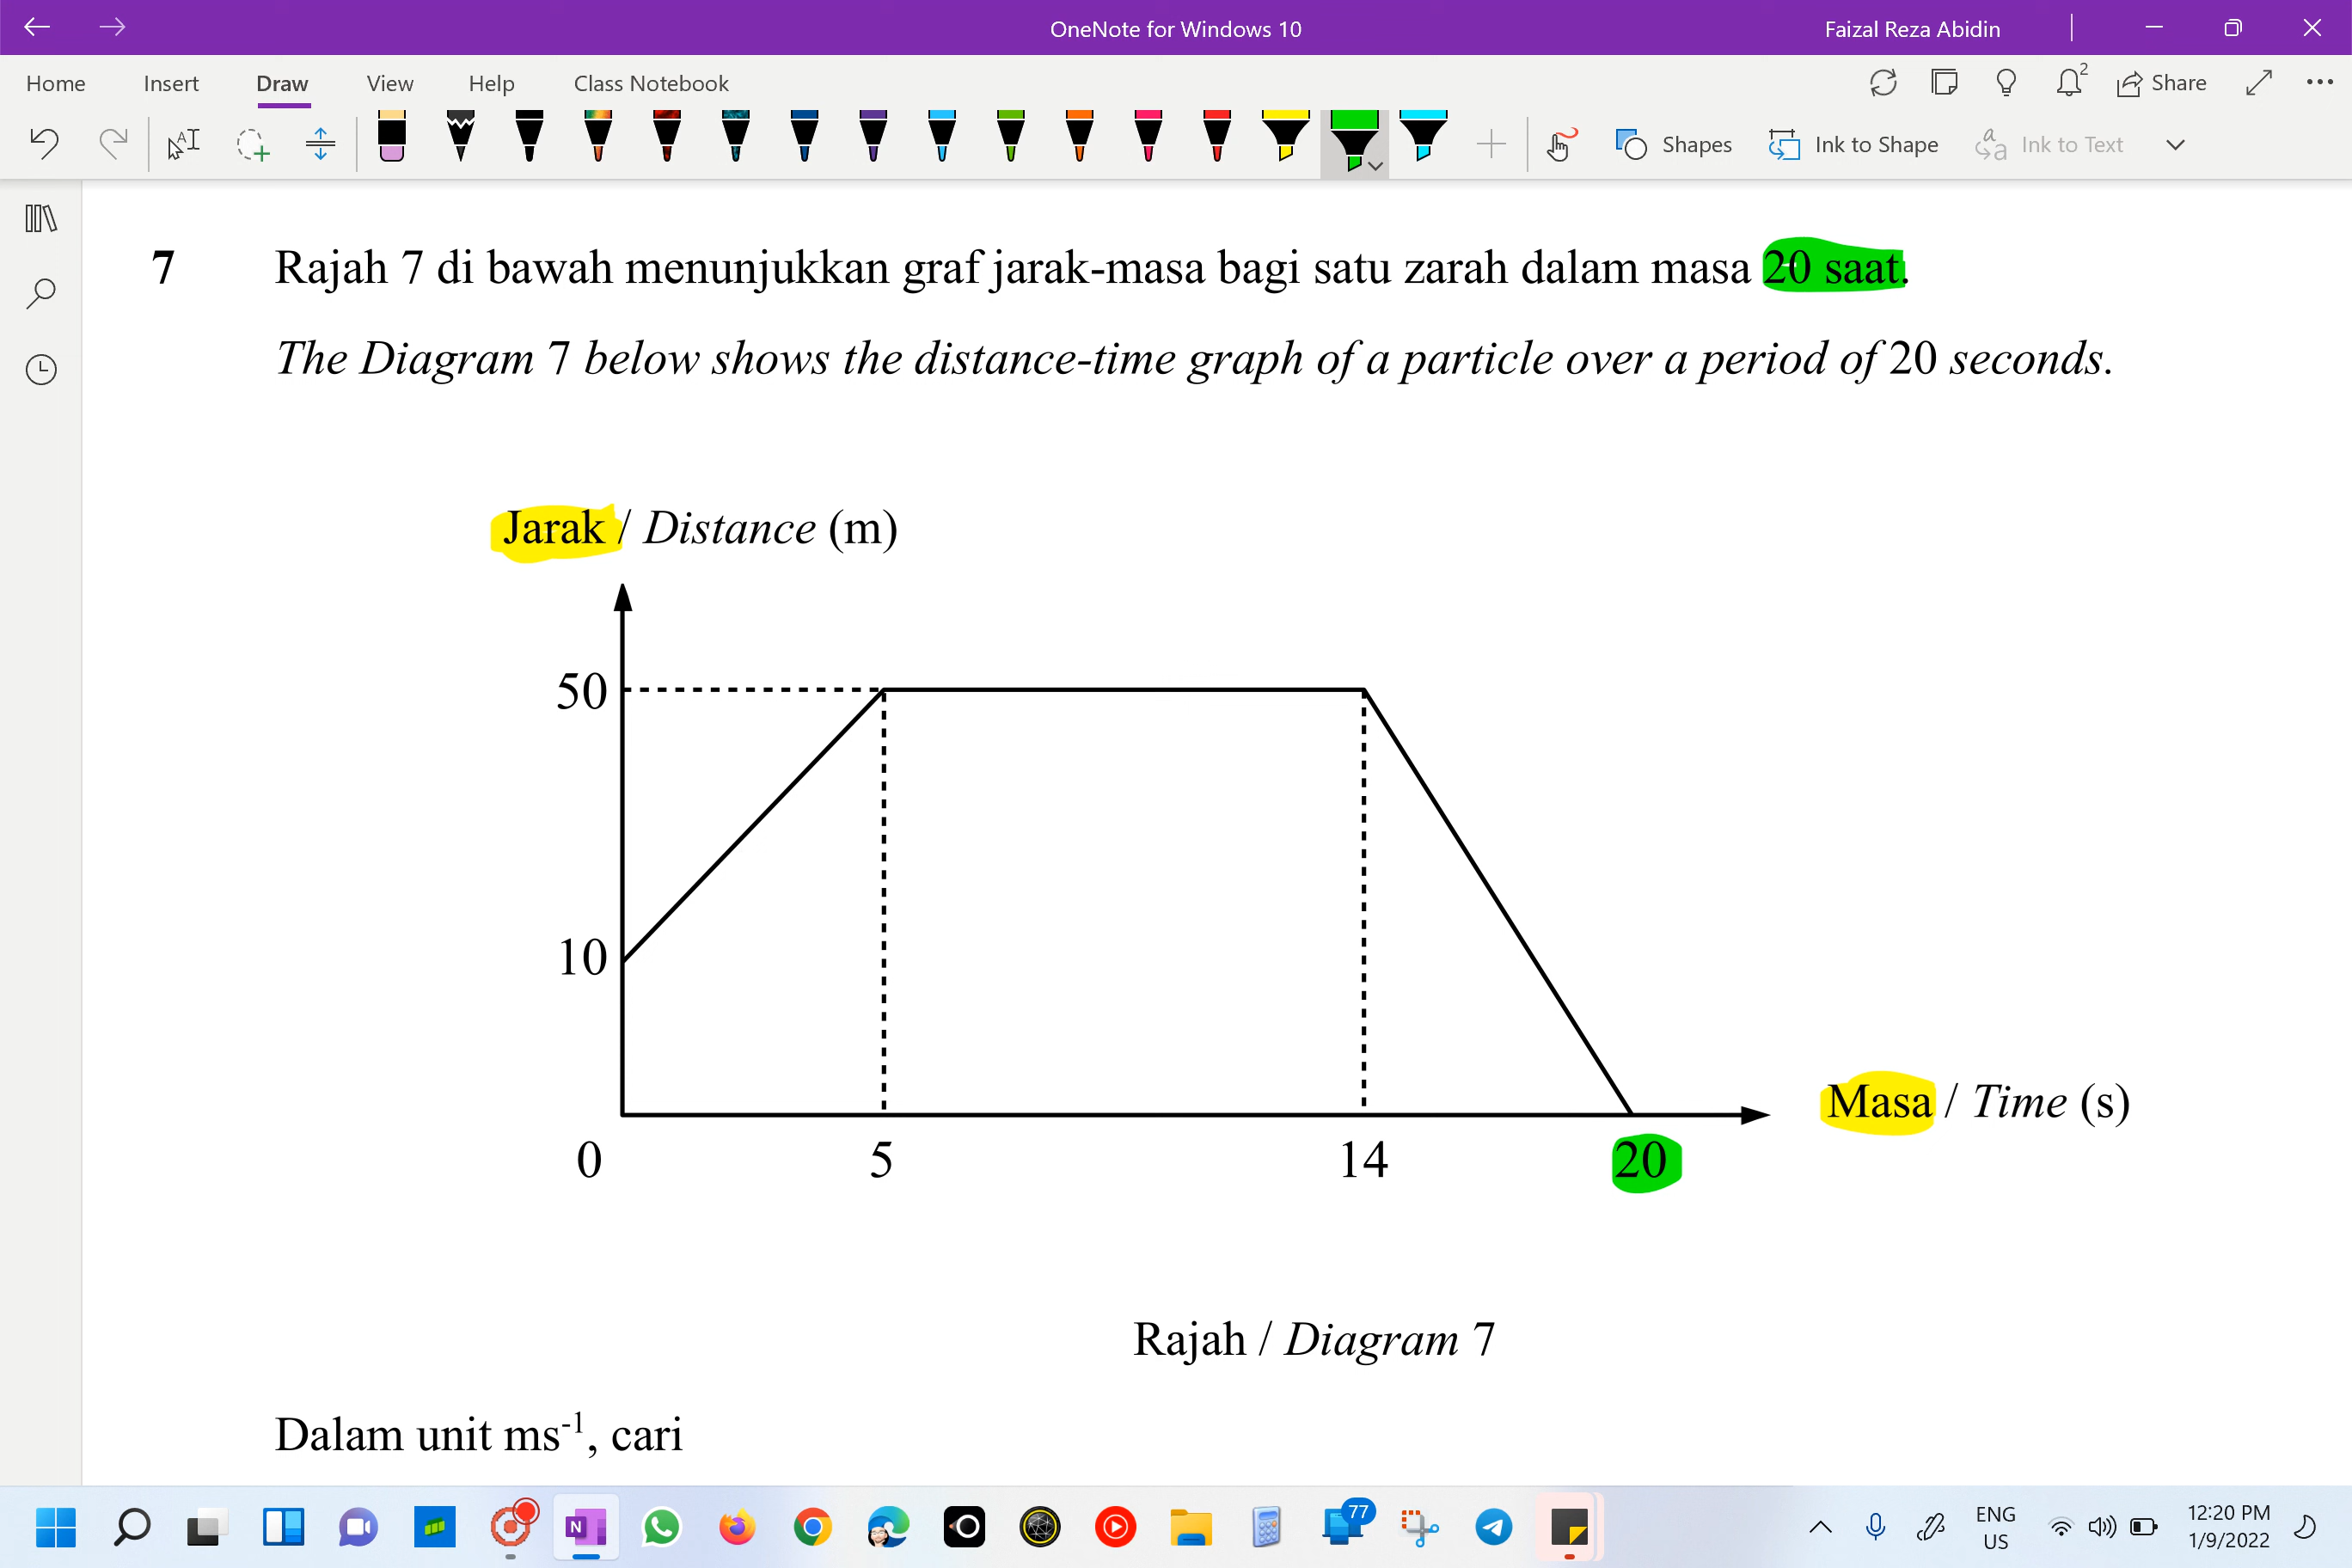 OneNote for Windows 10
Faizal Reza Abidin
Home Insert Draw View Help Class Notebook
2
Share
Shapes Ink to Shape Ink to Text
7 Rajah 7 di bawah menunjukkan graf jarak-masa bagi satu zarah dalam masa 20 saat.
The Diagram 7 below shows the distance-time graph of a particle over a period of 20 seconds.
Jarak / Distance (m)
50
10
Masa / Time (s)
0 5 14 20
Rajah / Diagram 7
Dalam unit ms⁻¹, cari
77
ENG
US
12:20 PM
1/9/2022